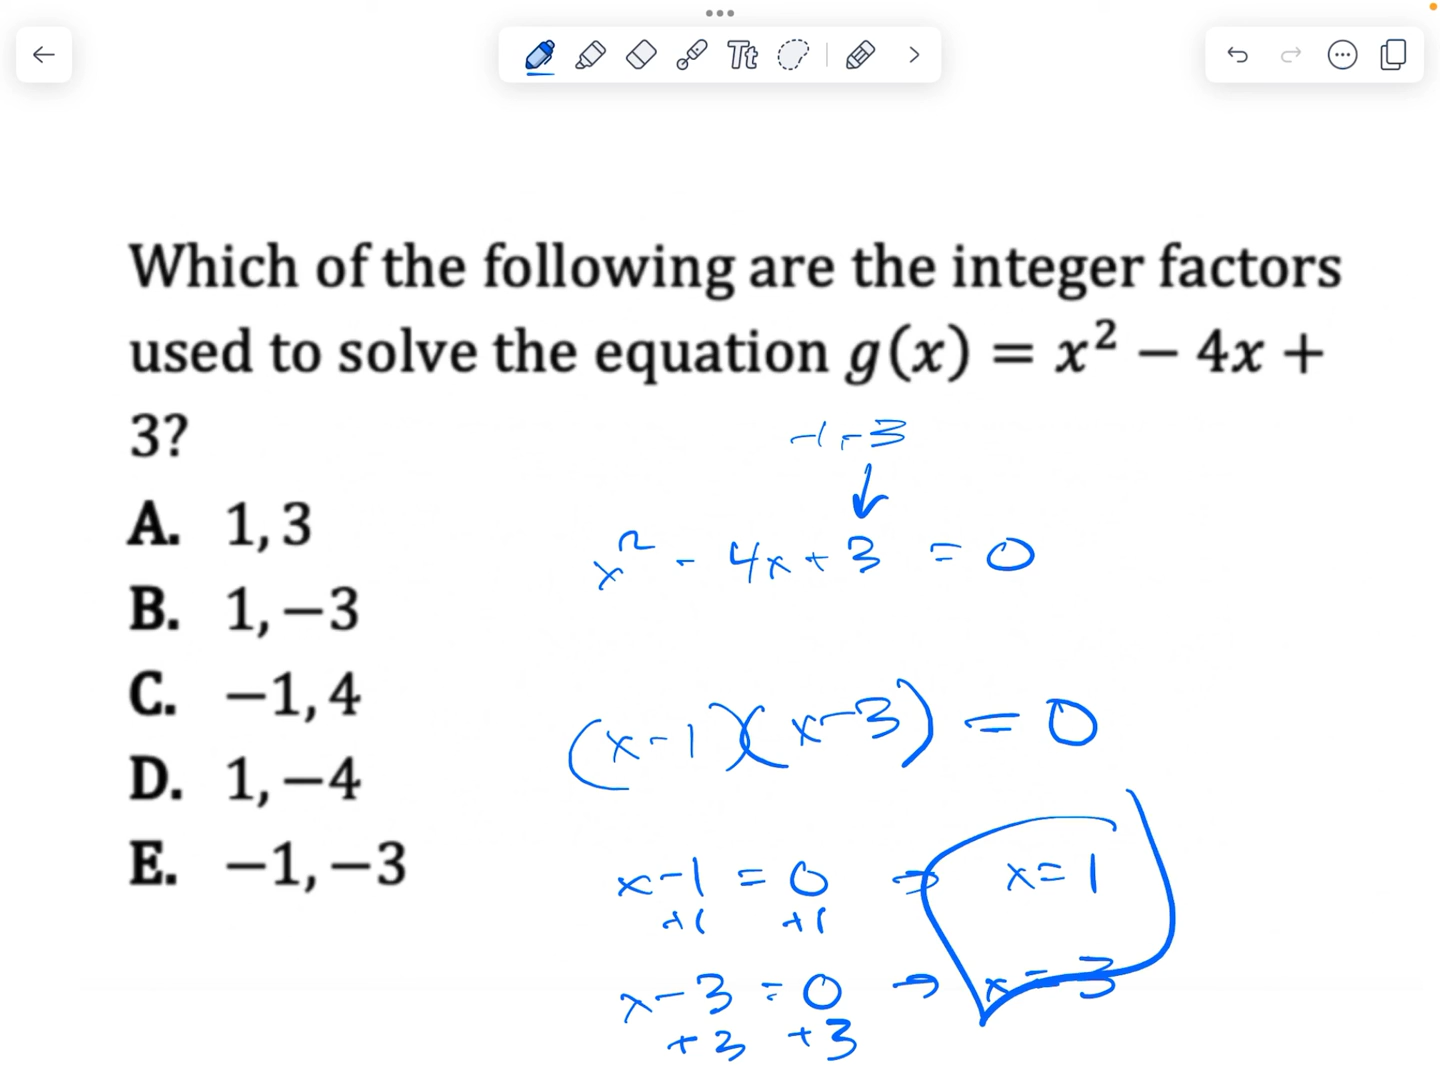 Tt
Which of the following are the integer factors
used to solve the equation g(x) = x² − 4x +
3?
-1, -3
A. 1, 3
x² - 4x + 3 = 0
B. 1, −3
C. −1, 4
(x-1)(x-3) = 0
D. 1, −4
E. −1, −3
x-1 = 0 → x = 1
+1 +1
x-3 = 0 → x = 3
+3 +3